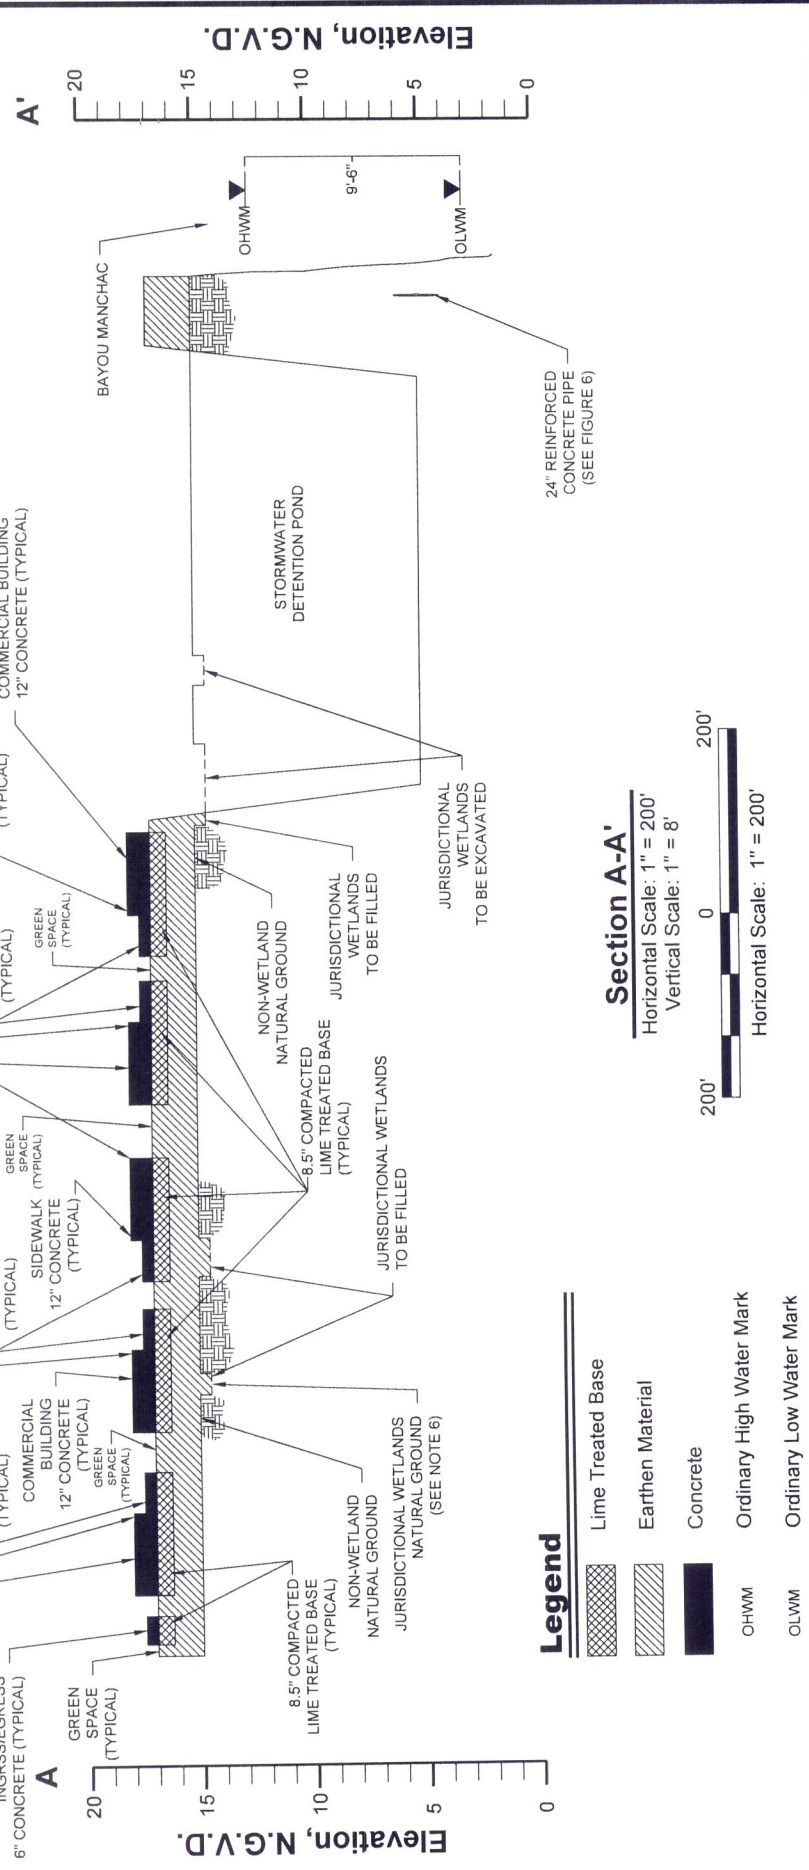 INGRSS/EGRESS
6" CONCRETE (TYPICAL)
(TYPICAL)
(TYPICAL)
(TYPICAL)
(TYPICAL)
COMMERCIAL BUILDING
12" CONCRETE (TYPICAL)
A
A'
Elevation, N.G.V.D.
20
15
10
5
0
GREEN
SPACE
(TYPICAL)
COMMERCIAL
BUILDING
12" CONCRETE
(TYPICAL)
GREEN
SPACE
(TYPICAL)
SIDEWALK
12" CONCRETE
(TYPICAL)
GREEN
SPACE
(TYPICAL)
GREEN
SPACE
(TYPICAL)
BAYOU MANCHAC
OHWM
9'-6"
OLWM
STORMWATER
DETENTION POND
8.5" COMPACTED
LIME TREATED BASE
(TYPICAL)
NON-WETLAND
NATURAL GROUND
JURISDICTIONAL WETLANDS
NATURAL GROUND
(SEE NOTE 6)
JURISDICTIONAL WETLANDS
TO BE FILLED
8.5" COMPACTED
LIME TREATED BASE
(TYPICAL)
NON-WETLAND
NATURAL GROUND
JURISDICTIONAL
WETLANDS
TO BE FILLED
JURISDICTIONAL
WETLANDS
TO BE EXCAVATED
24" REINFORCED
CONCRETE PIPE
(SEE FIGURE 6)
Elevation, N.G.V.D.
20
15
10
5
0
Legend
Lime Treated Base
Earthen Material
Concrete
OHWM Ordinary High Water Mark
OLWM Ordinary Low Water Mark
Section A-A'
Horizontal Scale: 1" = 200'
Vertical Scale: 1" = 8'
200' 0 200'
Horizontal Scale: 1" = 200'